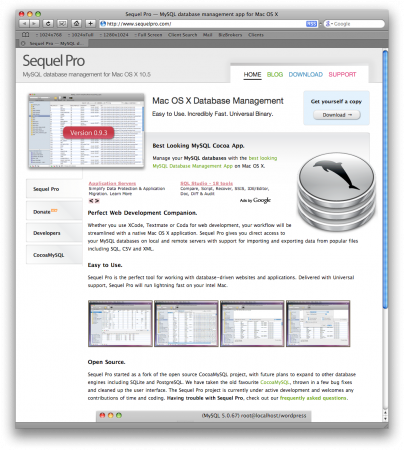 Sequel Pro — MySQL database management app for Mac OS X
http://www.sequelpro.com/
Google
1024x768 1024xFull Full Screen Client Search Mail BizBrokers Clients
Sequel Pro — MySQL d...
Sequel Pro
MySQL database management for Mac OS X 10.5
HOME BLOG DOWNLOAD SUPPORT
Version 0.9.3
Mac OS X Database Management
Easy to Use. Incredibly Fast. Universal Binary.
Get yourself a copy
Download →
Best Looking MySQL Cocoa App.
Manage your MySQL databases with the best looking
MySQL Database Management App on Mac OS X.
Application Servers
Simplify Data Protection & Application
Migration: Learn More
SQL Studio - 18 tools
Compare, Script, Recover, SSIS, IDE/Editor,
Doc, Diff & Audit
Ads by Google
Sequel Pro
Donate
Developers
CocoaMySQL
Perfect Web Development Companion.
Whether you use XCode, Textmate or Coda for web development, your workflow will be
streamlined with a native Mac OS X application. Sequel Pro gives you direct access to
your MySQL databases on local and remote servers with support for importing and exporting data from popular files
including SQL, CSV and XML.
Easy to Use.
Sequel Pro is the perfect tool for working with database-driven websites and applications. Delivered with Universal
support, Sequel Pro will run lightning fast on your Intel Mac.
Open Source.
Sequel Pro started as a fork of the open source CocoaMySQL project, with future plans to expand to other database
engines including SQLite and PostgreSQL. We have taken the old favourite CocoaMySQL, thrown in a few bug fixes
and cleaned up the user interface. The Sequel Pro project is currently under active development and welcomes any
contributions of time and coding. Having trouble with Sequel Pro, check out our frequently asked questions.
(MySQL 5.0.67) root@localhost/wordpress